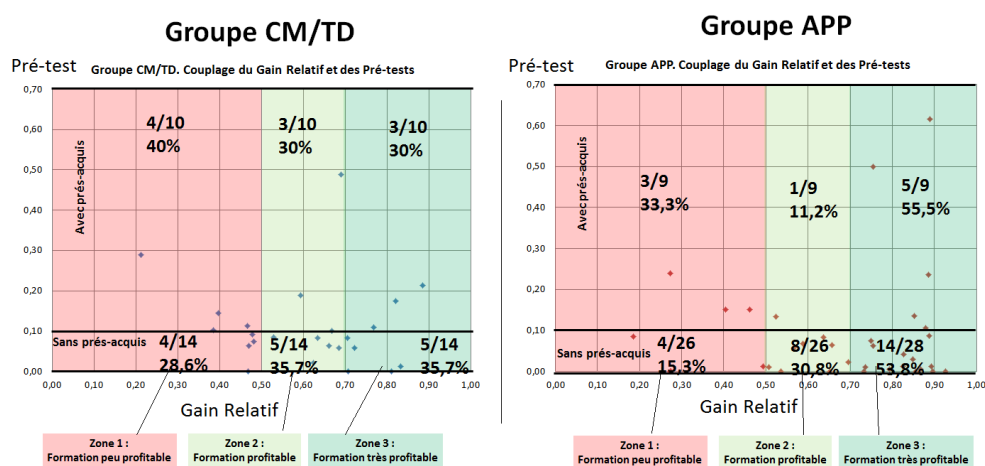 Groupe CM/TD
Pré-test
Groupe CM/TD. Couplage du Gain Relatif et des Pré-tests
0,70
0,60
0,50
0,40
0,30
0,20
0,10
0,00
Avec prés-acquis
4/10
40%
3/10
30%
3/10
30%
Sans prés-acquis
4/14
28,6%
5/14
35,7%
5/14
35,7%
0,00 0,10 0,20 0,30 0,40 0,50 0,60 0,70 0,80 0,90 1,00
Gain Relatif
Zone 1 :
Formation peu profitable
Zone 2 :
Formation profitable
Zone 3 :
Formation très profitable
Groupe APP
Pré-test
Groupe APP. Couplage du Gain Relatif et des Pré-tests
0,70
0,60
0,50
0,40
0,30
0,20
0,10
0,00
Avec prés-acquis
3/9
33,3%
1/9
11,2%
5/9
55,5%
Sans prés-acquis
4/26
15,3%
8/26
30,8%
14/28
53,8%
0,00 0,10 0,20 0,30 0,40 0,50 0,60 0,70 0,80 0,90 1,00
Gain Relatif
Zone 1 :
Formation peu profitable
Zone 2 :
Formation profitable
Zone 3 :
Formation très profitable